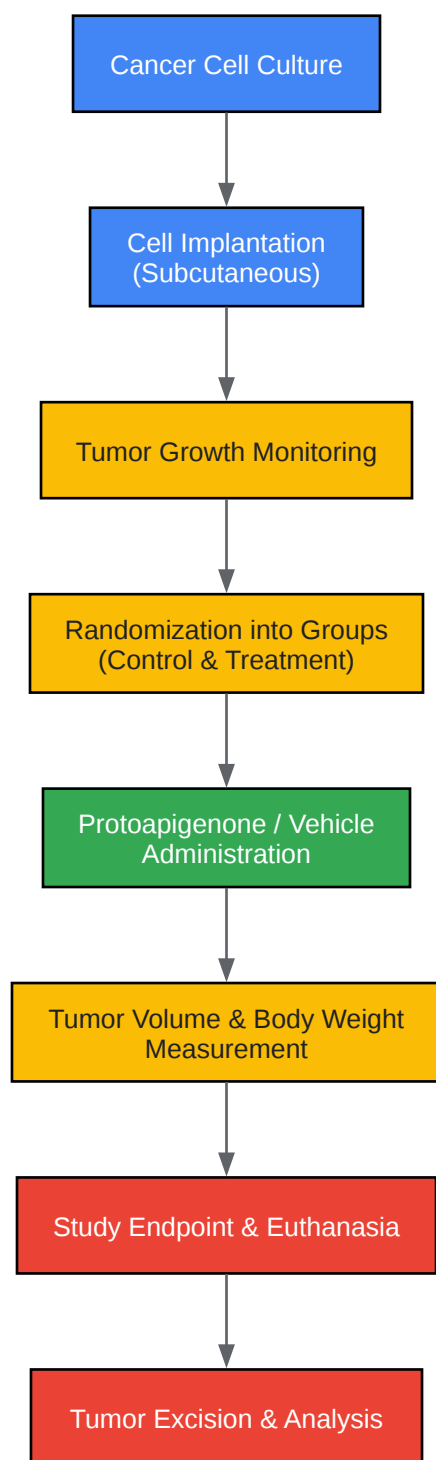 Cancer Cell Culture
Cell Implantation
(Subcutaneous)
Tumor Growth Monitoring
Randomization into Groups
(Control & Treatment)
Protoapigenone / Vehicle
Administration
Tumor Volume & Body Weight
Measurement
Study Endpoint & Euthanasia
Tumor Excision & Analysis